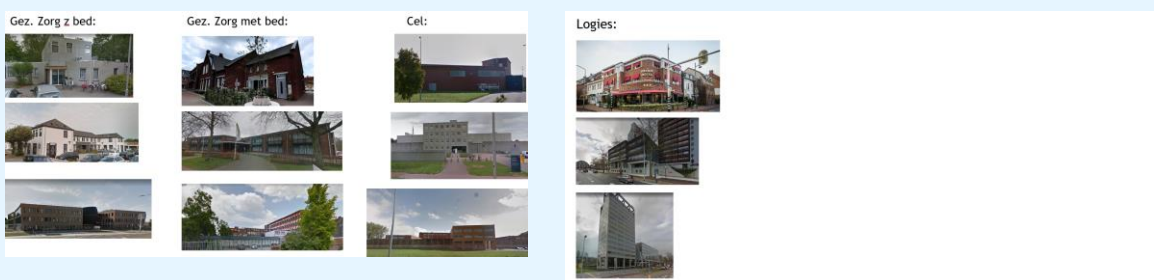 Gez. Zorg z bed:
Gez. Zorg met bed:
Cel:
Logies: